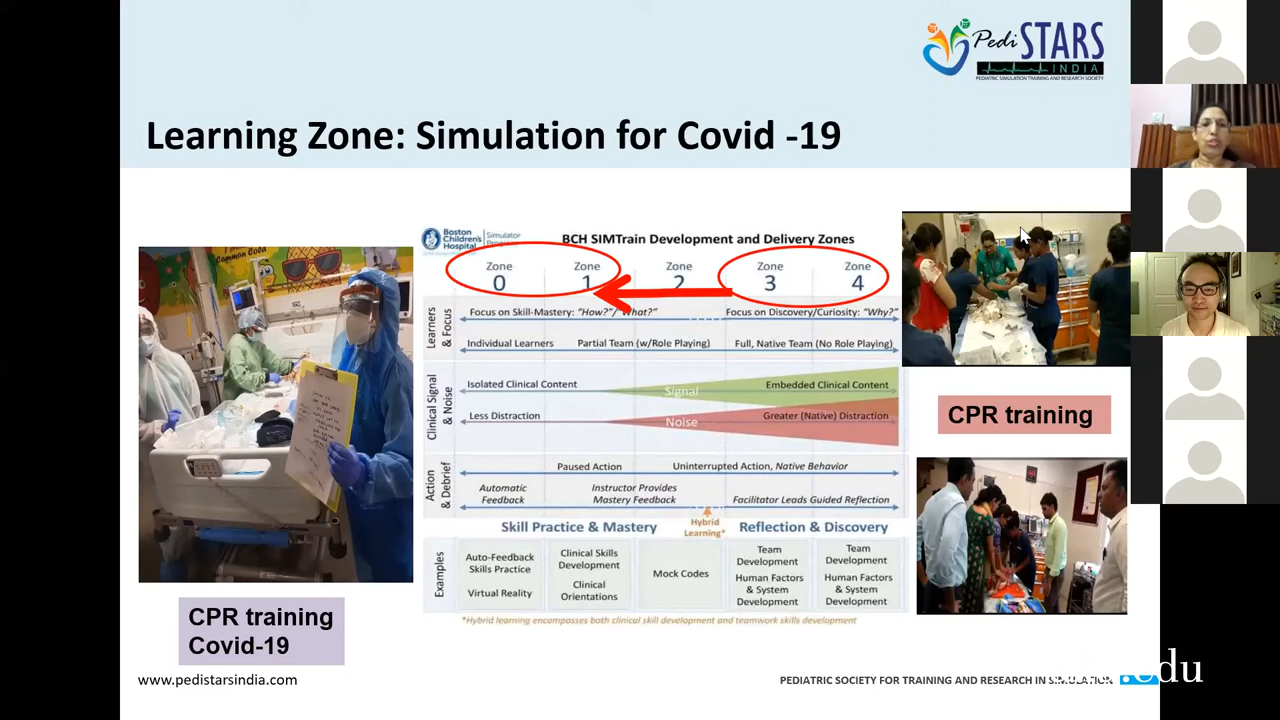 Pedi STARS
INDIA
PEDIATRIC SIMULATION TRAINING AND RESEARCH SOCIETY
Learning Zone: Simulation for Covid -19
Common Cola
Boston
Children's
Hospital
Simulator
BCH SIMTrain Development and Delivery Zones
Zone 0
Zone 1
Zone 2
Zone 3
Zone 4
Learners & Focus
Focus on Skill-Mastery: "How?"/"What?"
Focus on Discovery/Curiosity: "Why?"
Individual Learners
Partial Team (w/Role Playing)
Full, Native Team (No Role Playing)
Clinical Signal & Noise
Isolated Clinical Content
Signal
Embedded Clinical Content
Less Distraction
Noise
Greater (Native) Distraction
Action & Debrief
Paused Action
Uninterrupted Action, Native Behavior
Automatic Feedback
Instructor Provides Mastery Feedback
Facilitator Leads Guided Reflection
Skill Practice & Mastery
Hybrid Learning*
Reflection & Discovery
Examples
Auto-Feedback Skills Practice
Virtual Reality
Clinical Skills Development
Clinical Orientations
Mock Codes
Team Development
Human Factors & System Development
Team Development
Human Factors & System Development
*Hybrid learning encompasses both clinical skill development and teamwork skills development
CPR training
CPR training
Covid-19
www.pedistarsindia.com
PEDIATRIC SOCIETY FOR TRAINING AND RESEARCH IN SIMULATION